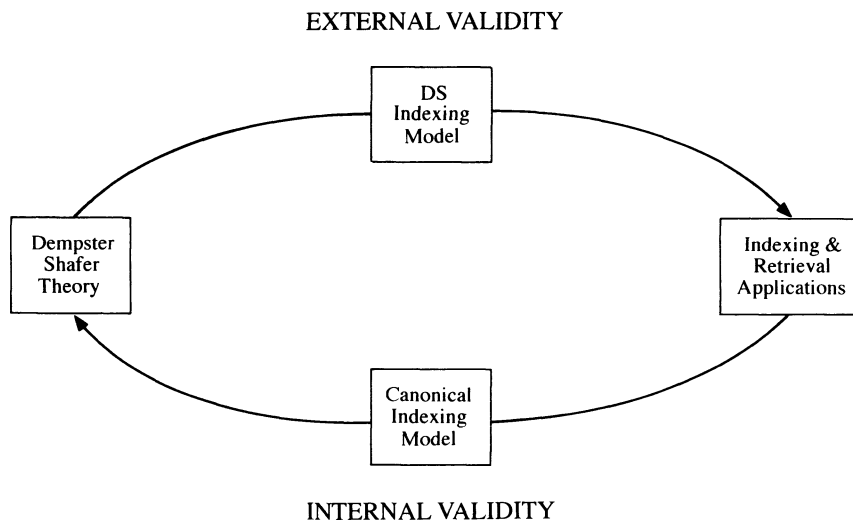 EXTERNAL VALIDITY
DS
Indexing
Model
Dempster
Shafer
Theory
Indexing &
Retrieval
Applications
Canonical
Indexing
Model
INTERNAL VALIDITY